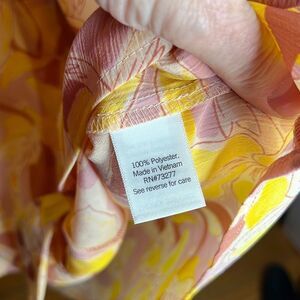 100% Polyester.
Made in Vietnam
RN#73277
See reverse for care